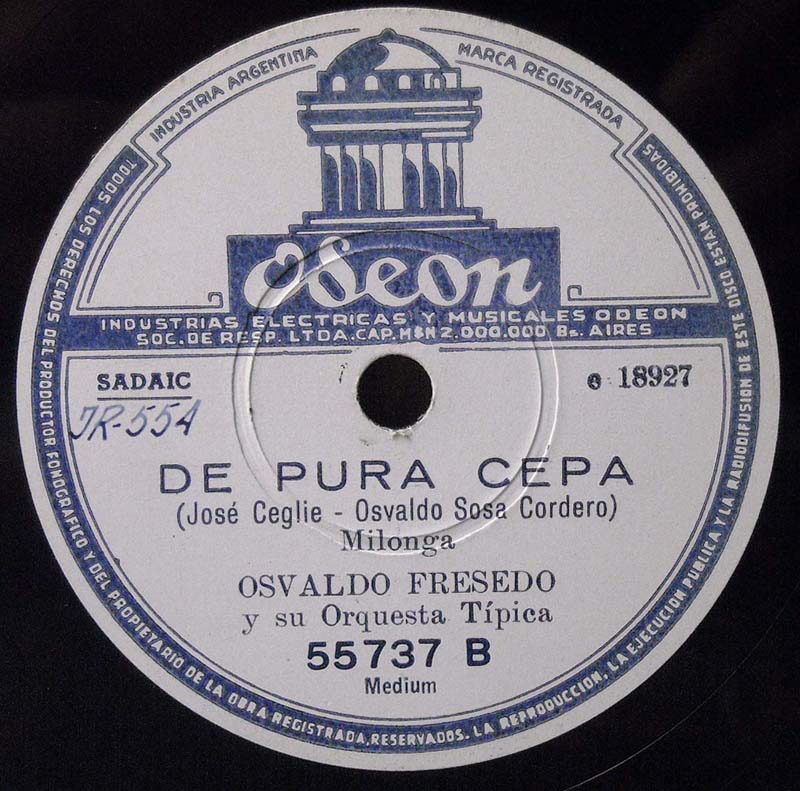 INDUSTRIA ARGENTINA
MARCA REGISTRADA
Odeon
INDUSTRIAS ELECTRICAS Y MUSICALES ODEON
SOC. DE RESP. LTDA. CAP. M$N 2.000.000 Bs. AIRES
SADAIC
JR-554
e 18927
DE PURA CEPA
(José Ceglie - Osvaldo Sosa Cordero)
Milonga
OSVALDO FRESEDO
y su Orquesta Típica
55737 B
Medium
TODOS LOS DERECHOS DEL PRODUCTOR FONOGRAFICO Y DEL PROPIETARIO DE LA OBRA REGISTRADA, RESERVADOS. LA REPRODUCCION, LA EJECUCION PUBLICA Y LA RADIODIFUSION DE ESTE DISCO ESTAN PROHIBIDAS